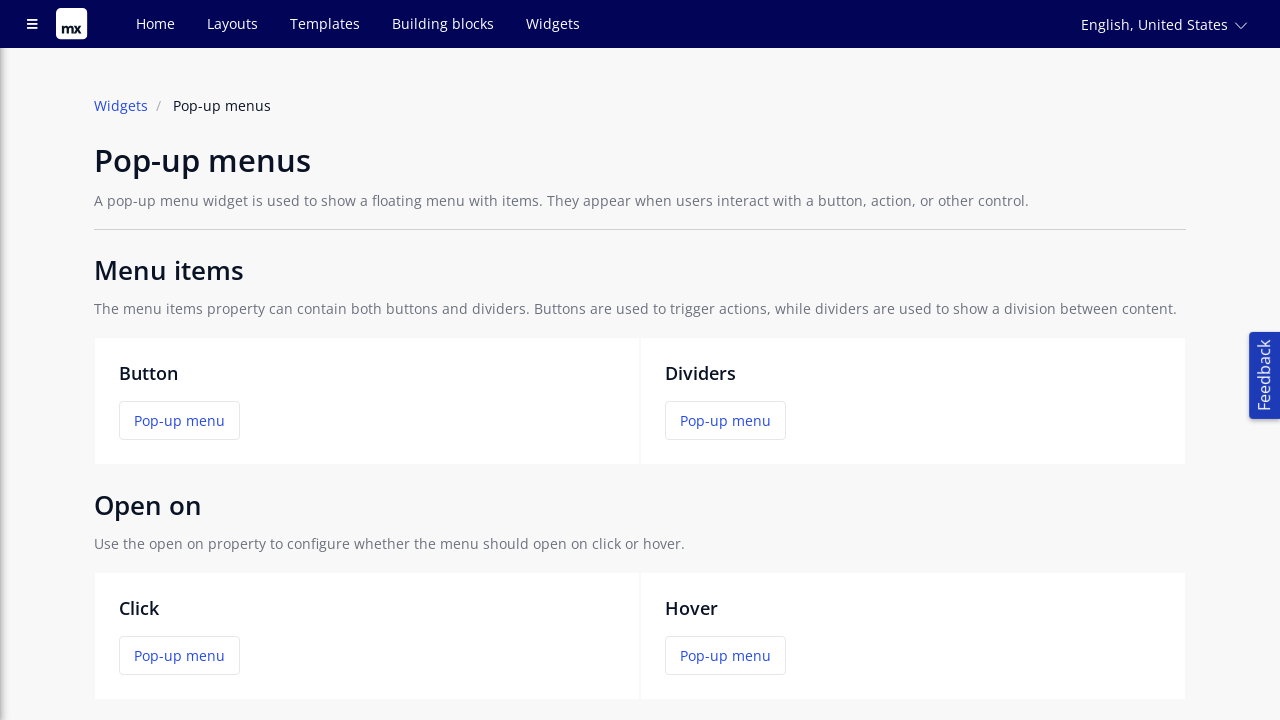 mx
Home
Layouts
Templates
Building blocks
Widgets
English, United States
Widgets / Pop-up menus
Pop-up menus
A pop-up menu widget is used to show a floating menu with items. They appear when users interact with a button, action, or other control.
Menu items
The menu items property can contain both buttons and dividers. Buttons are used to trigger actions, while dividers are used to show a division between content.
Button
Pop-up menu
Dividers
Pop-up menu
Feedback
Open on
Use the open on property to configure whether the menu should open on click or hover.
Click
Pop-up menu
Hover
Pop-up menu